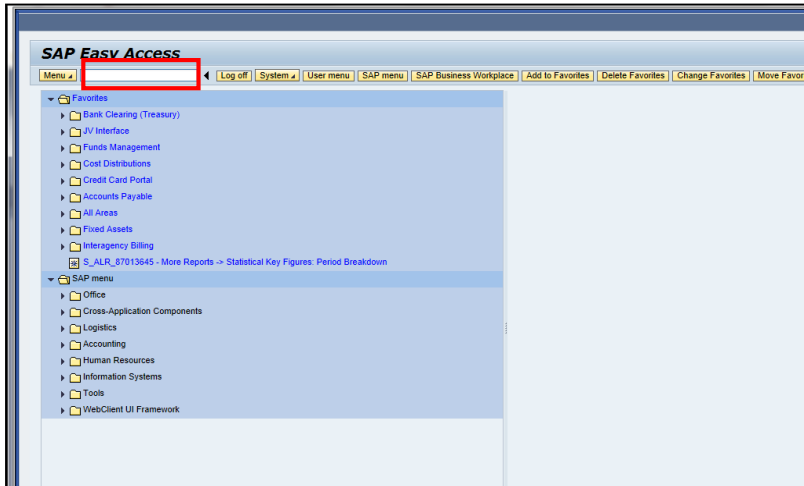 SAP Easy Access
Menu Log off System User menu SAP menu SAP Business Workplace Add to Favorites Delete Favorites Change Favorites Move Favor
Favorites
Bank Clearing (Treasury)
JV Interface
Funds Management
Cost Distributions
Credit Card Portal
Accounts Payable
All Areas
Fixed Assets
Interagency Billing
S_ALR_87013645 - More Reports -> Statistical Key Figures: Period Breakdown
SAP menu
Office
Cross-Application Components
Logistics
Accounting
Human Resources
Information Systems
Tools
WebClient UI Framework